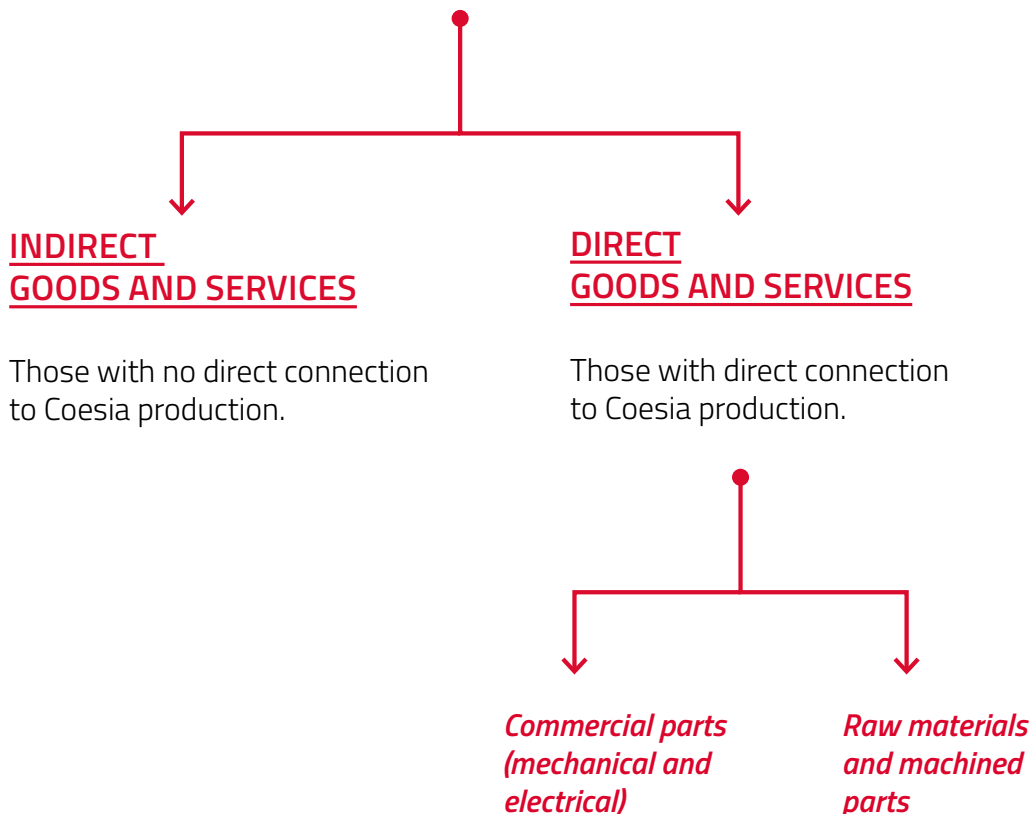 INDIRECT
GOODS AND SERVICES
Those with no direct connection
to Coesia production.
DIRECT
GOODS AND SERVICES
Those with direct connection
to Coesia production.
Commercial parts
(mechanical and
electrical)
Raw materials
and machined
parts